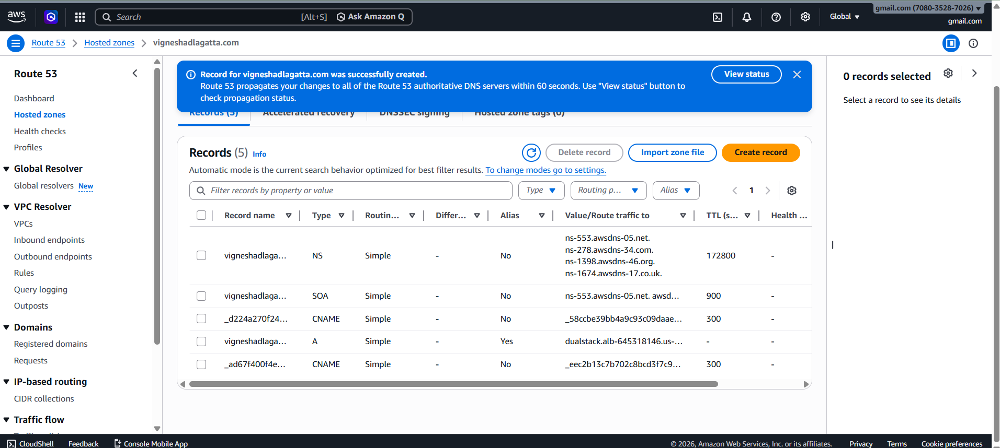 aws
Search
[Alt+S]
Ask Amazon Q
Global
gmail.com (7080-3528-7026)
gmail.com
Route 53
Hosted zones
vigneshadlagatta.com
Route 53
Dashboard
Hosted zones
Health checks
Profiles
Global Resolver
Global resolvers New
VPC Resolver
VPCs
Inbound endpoints
Outbound endpoints
Rules
Query logging
Outposts
Domains
Registered domains
Requests
IP-based routing
CIDR collections
Traffic flow
Record for vigneshadlagatta.com was successfully created.
Route 53 propagates your changes to all of the Route 53 authoritative DNS servers within 60 seconds. Use "View status" button to
check propagation status.
View status
Records (5) Accelerated recovery DNSSEC signing Hosted zone tags (0)
Records (5) Info
Delete record
Import zone file
Create record
Automatic mode is the current search behavior optimized for best filter results. To change modes go to settings.
Filter records by property or value
Type
Routing p...
Alias
1
Record name Type Routin... Differ... Alias Value/Route traffic to TTL (s... Health ...
vigneshadlaga... NS Simple - No ns-553.awsdns-05.net.
ns-278.awsdns-34.com.
ns-1398.awsdns-46.org.
ns-1674.awsdns-17.co.uk. 172800 -
vigneshadlaga... SOA Simple - No ns-553.awsdns-05.net. awsd... 900 -
_d224a270f24... CNAME Simple - No _58ccbe39bb4a9c93c09daae... 300 -
vigneshadlaga... A Simple - Yes dualstack.alb-645318146.us-... - -
_ad67f400f4e... CNAME Simple - No _eec2b13c7b702c8bcd3f7c9... 300 -
0 records selected
Select a record to see its details
CloudShell Feedback Console Mobile App
© 2026, Amazon Web Services, Inc. or its affiliates. Privacy Terms Cookie preferences